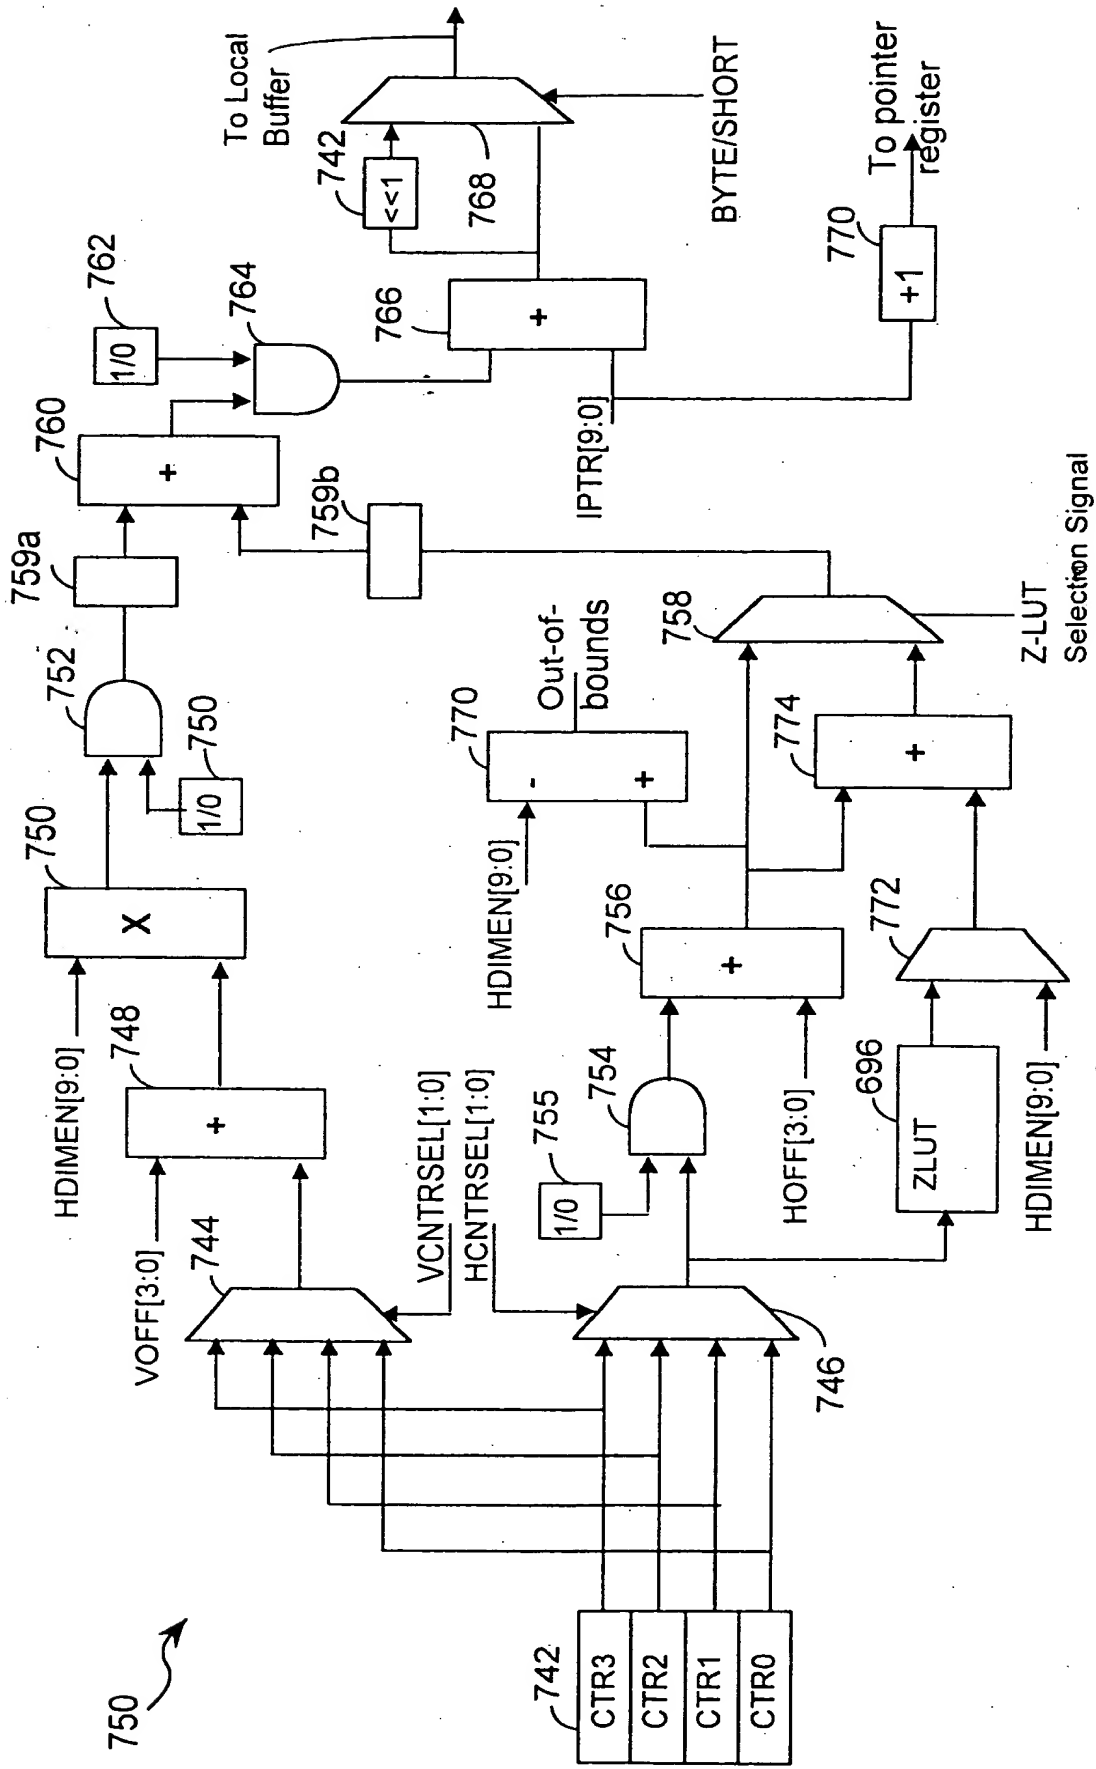 750
742
CTR3
CTR2
CTR1
CTR0
VOFF[3:0]
744
VCNTRSEL[1:0]
HCNTRSEL[1:0]
746
HDIMEN[9:0]
748
+
755
1/0
754
HOFF[3:0]
696
ZLUT
HDIMEN[9:0]
750
X
HDIMEN[9:0]
756
+
772
752
750
1/0
770
-
+
Out-of-
bounds
774
+
759a
758
Z-LUT
Selection Signal
760
+
759b
IPTR[9:0]
762
1/0
764
766
+
770
+1
To pointer
register
To Local
Buffer
742
<<1
768
BYTE/SHORT